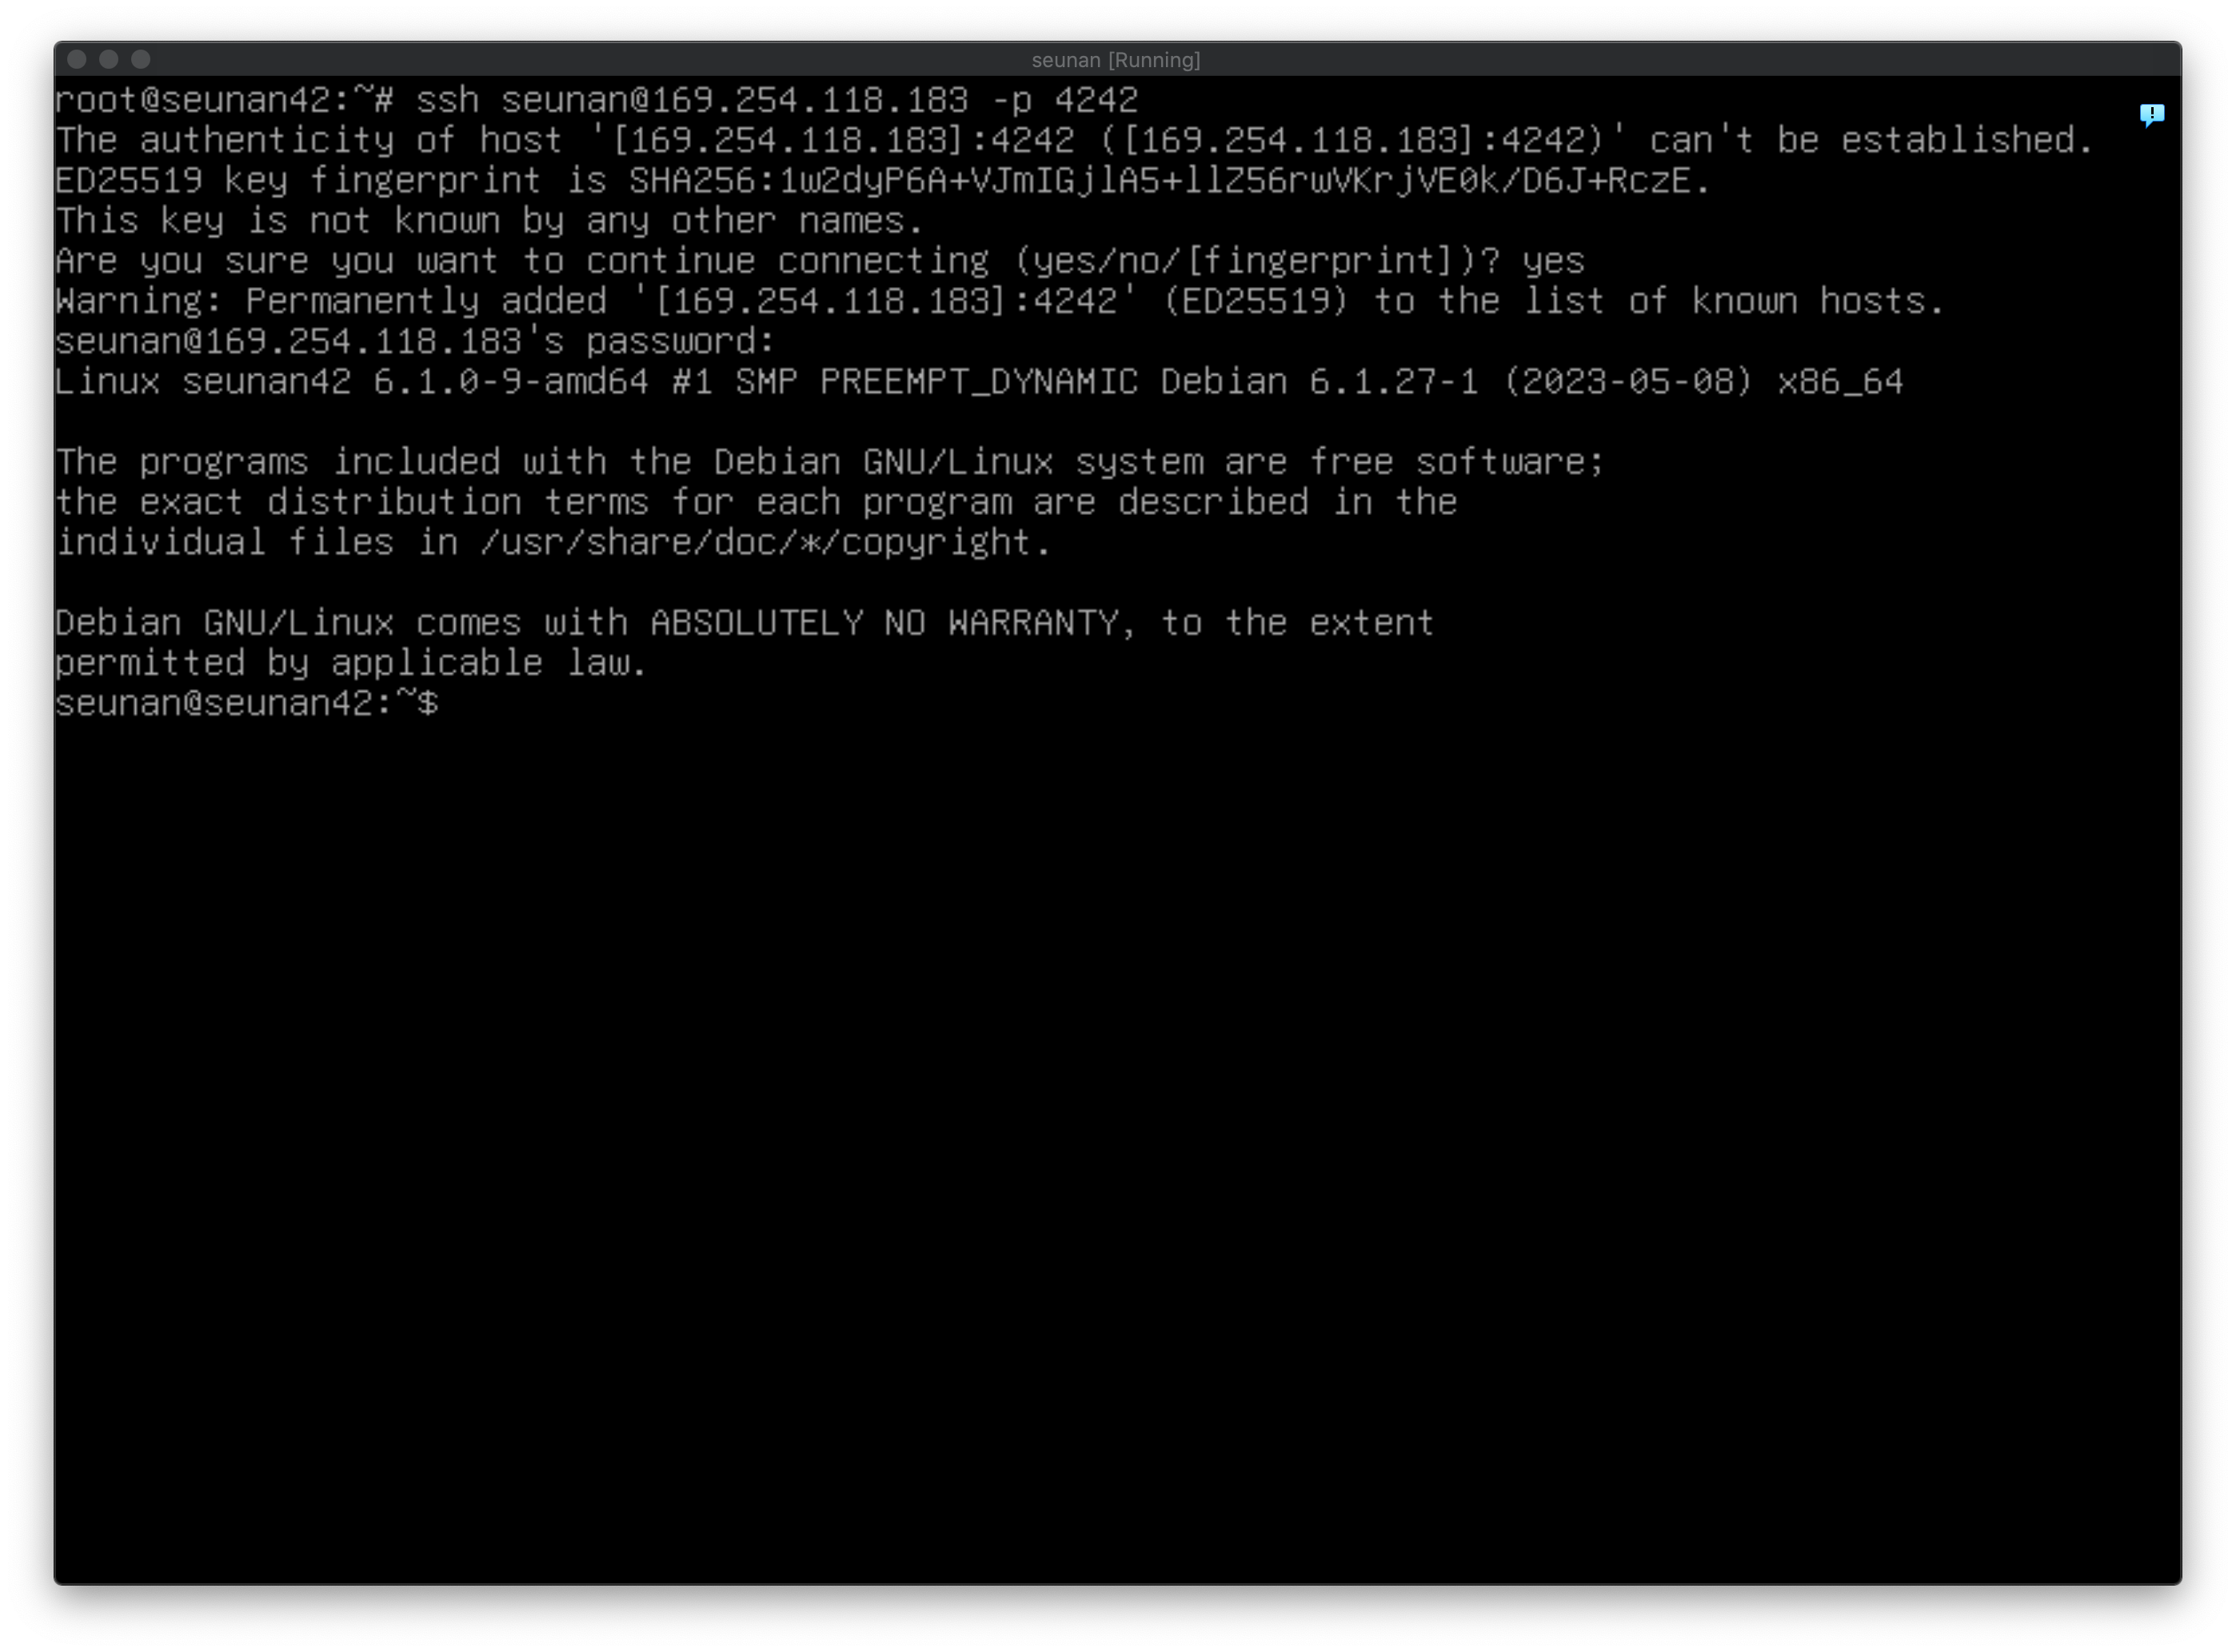 seunan [Running]
root@seunan42:~# ssh seunan@169.254.118.183 -p 4242
The authenticity of host '[169.254.118.183]:4242 ([169.254.118.183]:4242)' can't be established.
ED25519 key fingerprint is SHA256:1w2dyP6A+VJmIGjlA5+llZ56rwVKrjVE0k/D6J+RczE.
This key is not known by any other names.
Are you sure you want to continue connecting (yes/no/[fingerprint])? yes
Warning: Permanently added '[169.254.118.183]:4242' (ED25519) to the list of known hosts.
seunan@169.254.118.183's password:
Linux seunan42 6.1.0-9-amd64 #1 SMP PREEMPT_DYNAMIC Debian 6.1.27-1 (2023-05-08) x86_64
The programs included with the Debian GNU/Linux system are free software;
the exact distribution terms for each program are described in the
individual files in /usr/share/doc/*/copyright.
Debian GNU/Linux comes with ABSOLUTELY NO WARRANTY, to the extent
permitted by applicable law.
seunan@seunan42:~$